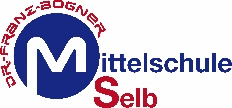 DR.-FRANZ-BOGNER
Mittelschule
Selb